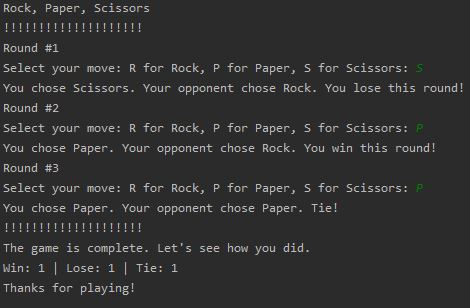 Rock, Paper, Scissors
!!!!!!!!!!!!!!!!!!!!
Round #1
Select your move: R for Rock, P for Paper, S for Scissors: S
You chose Scissors. Your opponent chose Rock. You lose this round!
Round #2
Select your move: R for Rock, P for Paper, S for Scissors: P
You chose Paper. Your opponent chose Rock. You win this round!
Round #3
Select your move: R for Rock, P for Paper, S for Scissors: P
You chose Paper. Your opponent chose Paper. Tie!
!!!!!!!!!!!!!!!!!!!!
The game is complete. Let's see how you did.
Win: 1 | Lose: 1 | Tie: 1
Thanks for playing!